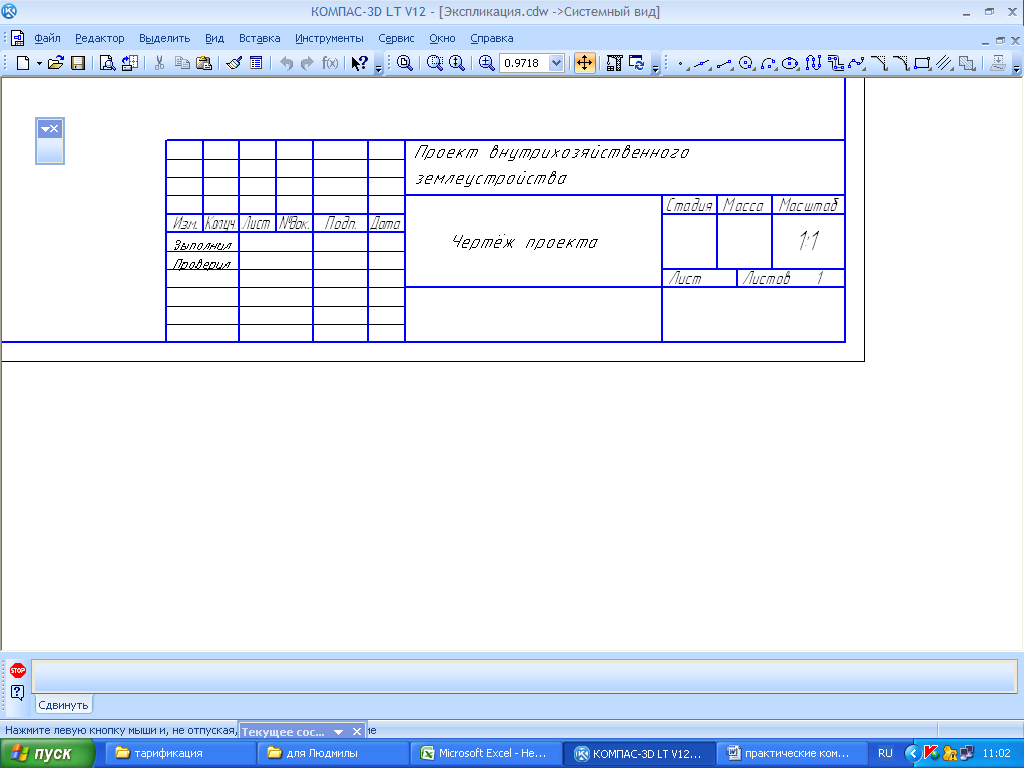 КОМПАС-3D LT V12 - [Экспликация.cdw ->Системный вид]
Файл Редактор Выделить Вид Вставка Инструменты Сервис Окно Справка
f(x) 0.9718
Проект внутрихозяйственного
землеустройства
Стадия Масса Масштаб
Изм. Колуч Лист №док. Подп. Дата
Чертёж проекта
1:1
Выполнил
Проверил
Лист Листов 1
STOP
Сдвинуть
Нажмите левую кнопку мыши и, не отпуская, Текущее сос... ие
пуск тарификация для Людмилы Microsoft Excel - Не... КОМПАС-3D LT V12... практические ком... RU 11:02